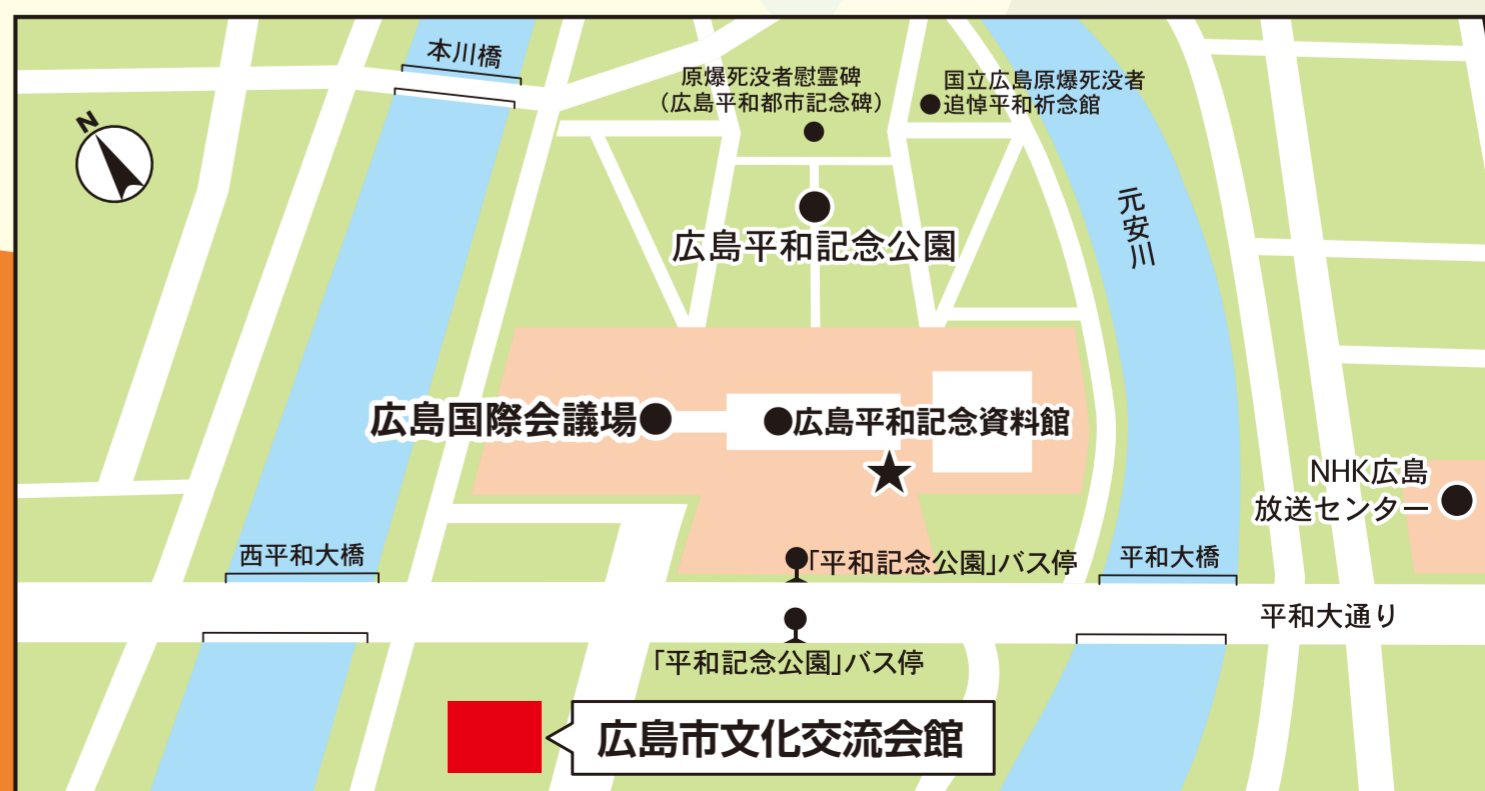 本川橋
原爆死没者慰霊碑
（広島平和都市記念碑）
国立広島原爆死没者
追悼平和祈念館
N
元安川
広島平和記念公園
広島国際会議場
広島平和記念資料館
NHK広島
放送センター
西平和大橋
「平和記念公園」バス停
平和大橋
平和大通り
「平和記念公園」バス停
広島市文化交流会館